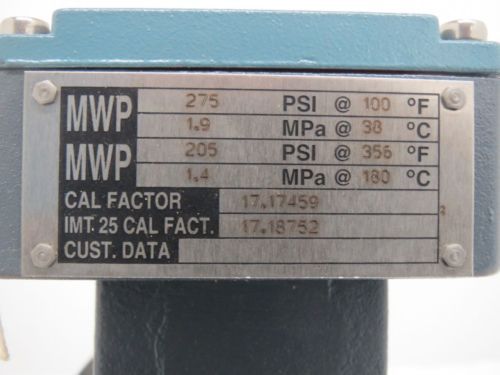 MWP 275 PSI @ 100 °F
1.9 MPa @ 38 °C
MWP 205 PSI @ 356 °F
1.4 MPa @ 180 °C
CAL FACTOR 17.17459
IMT 25 CAL FACT. 17.18752
CUST. DATA